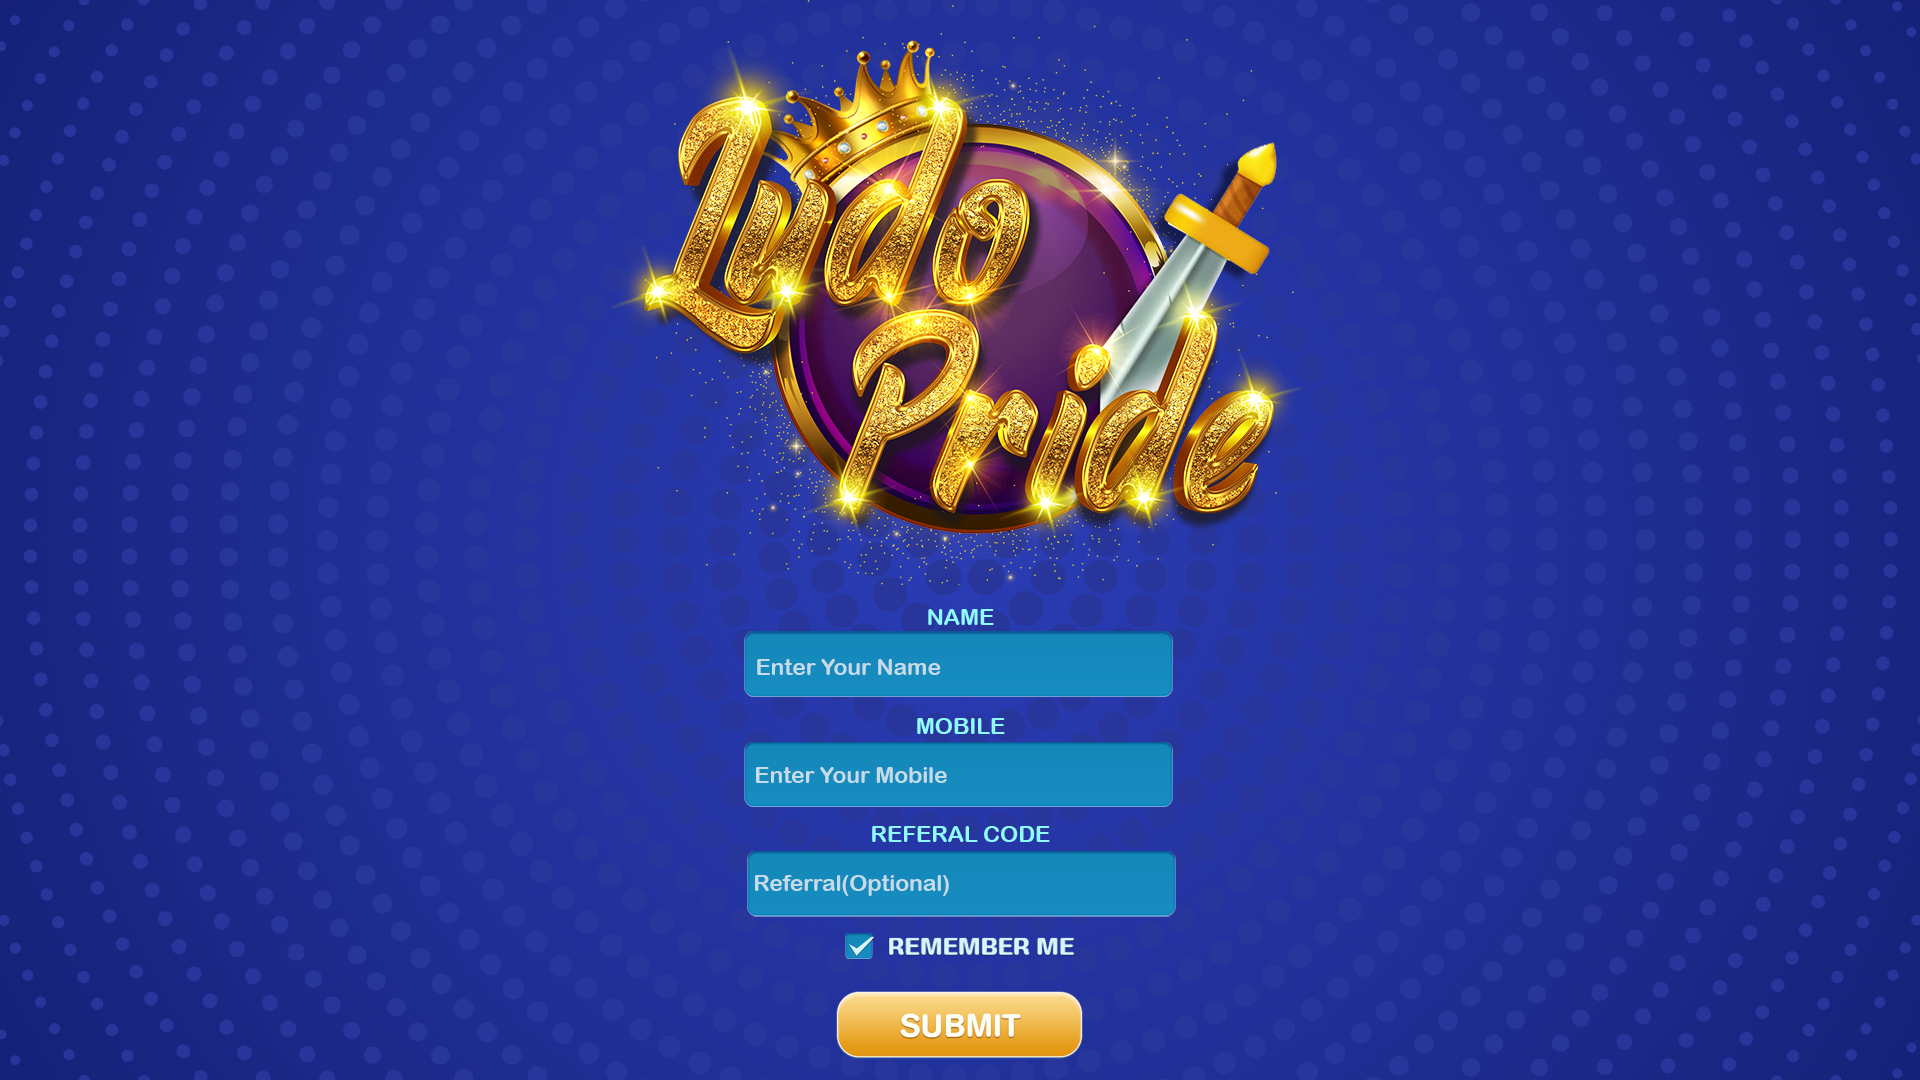 Ludo
Pride
NAME
Enter Your Name
MOBILE
Enter Your Mobile
REFERAL CODE
Referral(Optional)
REMEMBER ME
SUBMIT